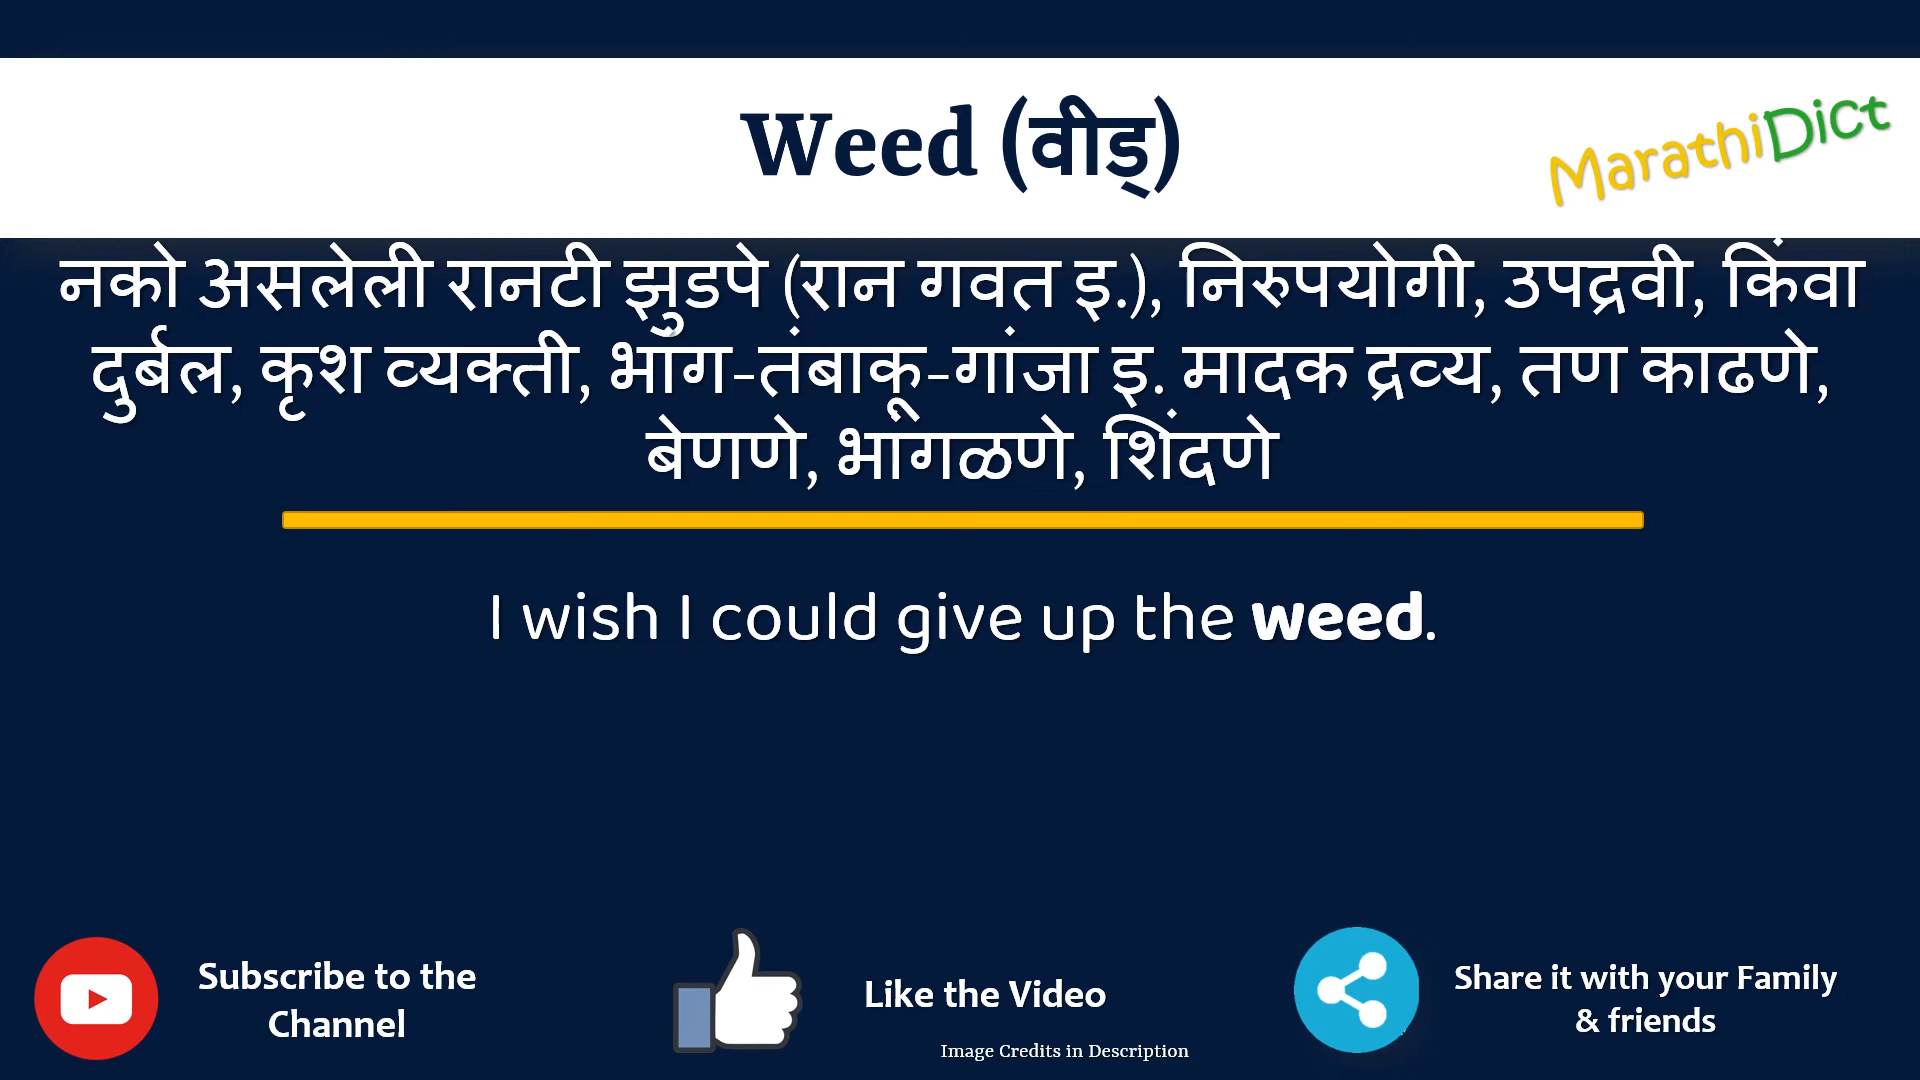 Weed (वीड्)
MarathiDict
नको असलेली रानटी झुडपे (रान गवत इ.), निरुपयोगी, उपद्रवी, किंवा
दुर्बल, कृश व्यक्ती, भांग-तंबाकू-गांजा इ. मादक द्रव्य, तण काढणे,
बेणणे, भांगळणे, शिंदणे
I wish I could give up the weed.
Subscribe to the
Channel
Like the Video
Share it with your Family
& friends
Image Credits in Description